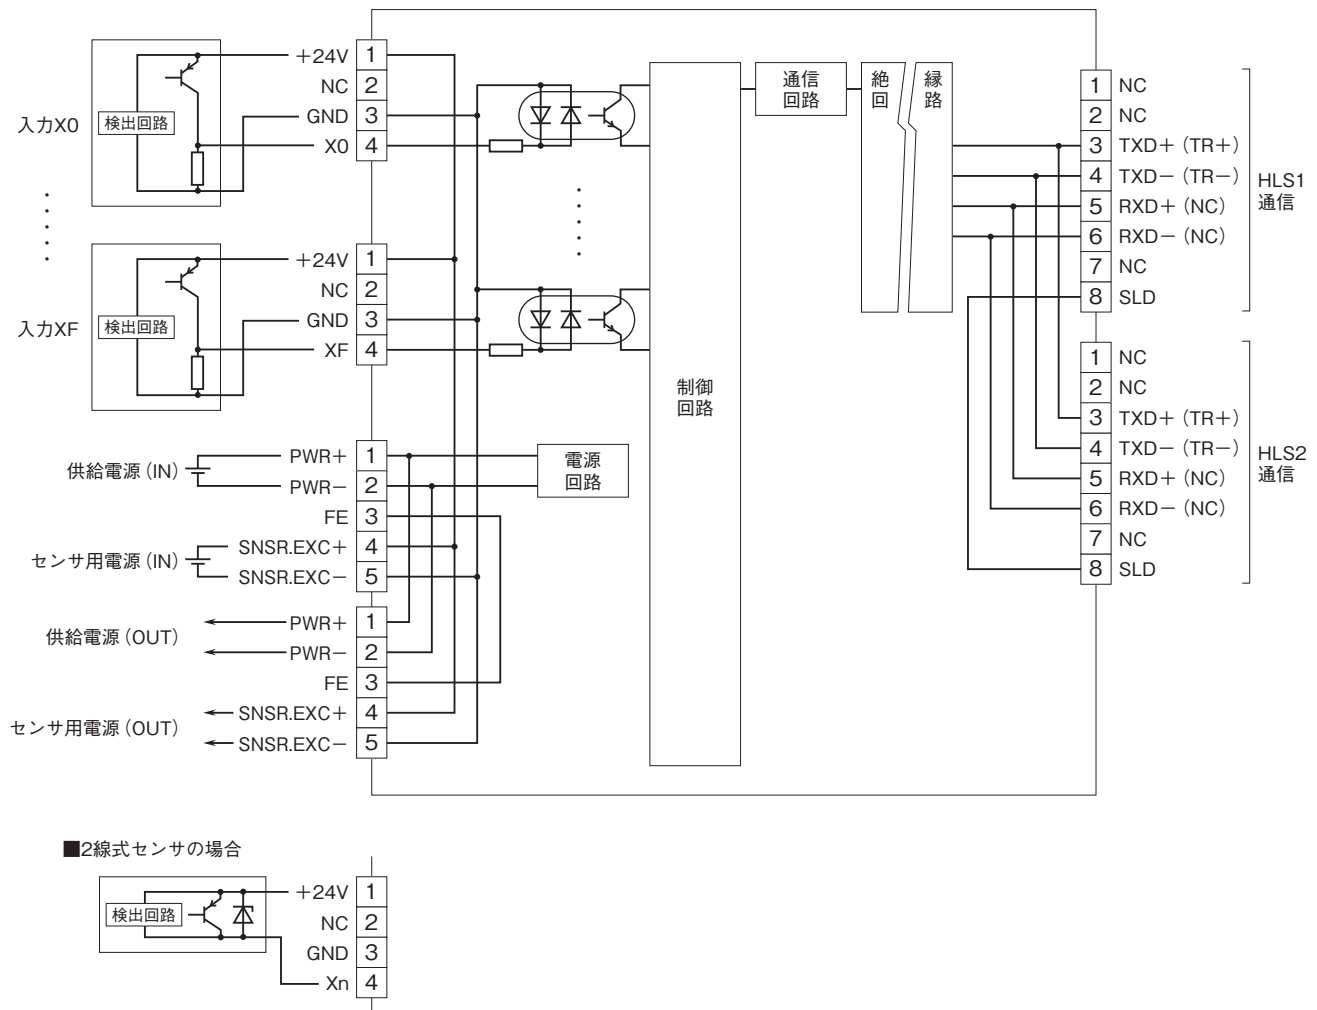 入力X0
検出回路
+24V 1
NC 2
GND 3
X0 4
入力XF
検出回路
+24V 1
NC 2
GND 3
XF 4
供給電源(IN)
PWR+ 1
PWR− 2
FE 3
センサ用電源(IN)
SNSR.EXC+ 4
SNSR.EXC− 5
供給電源(OUT)
PWR+ 1
PWR− 2
FE 3
センサ用電源(OUT)
SNSR.EXC+ 4
SNSR.EXC− 5
電源
回路
制御
回路
通信
回路
絶 縁
回 路
1 NC
2 NC
3 TXD+(TR+)
4 TXD−(TR−)
5 RXD+(NC)
6 RXD−(NC)
7 NC
8 SLD
HLS1
通信
1 NC
2 NC
3 TXD+(TR+)
4 TXD−(TR−)
5 RXD+(NC)
6 RXD−(NC)
7 NC
8 SLD
HLS2
通信
■2線式センサの場合
検出回路
+24V 1
NC 2
GND 3
Xn 4